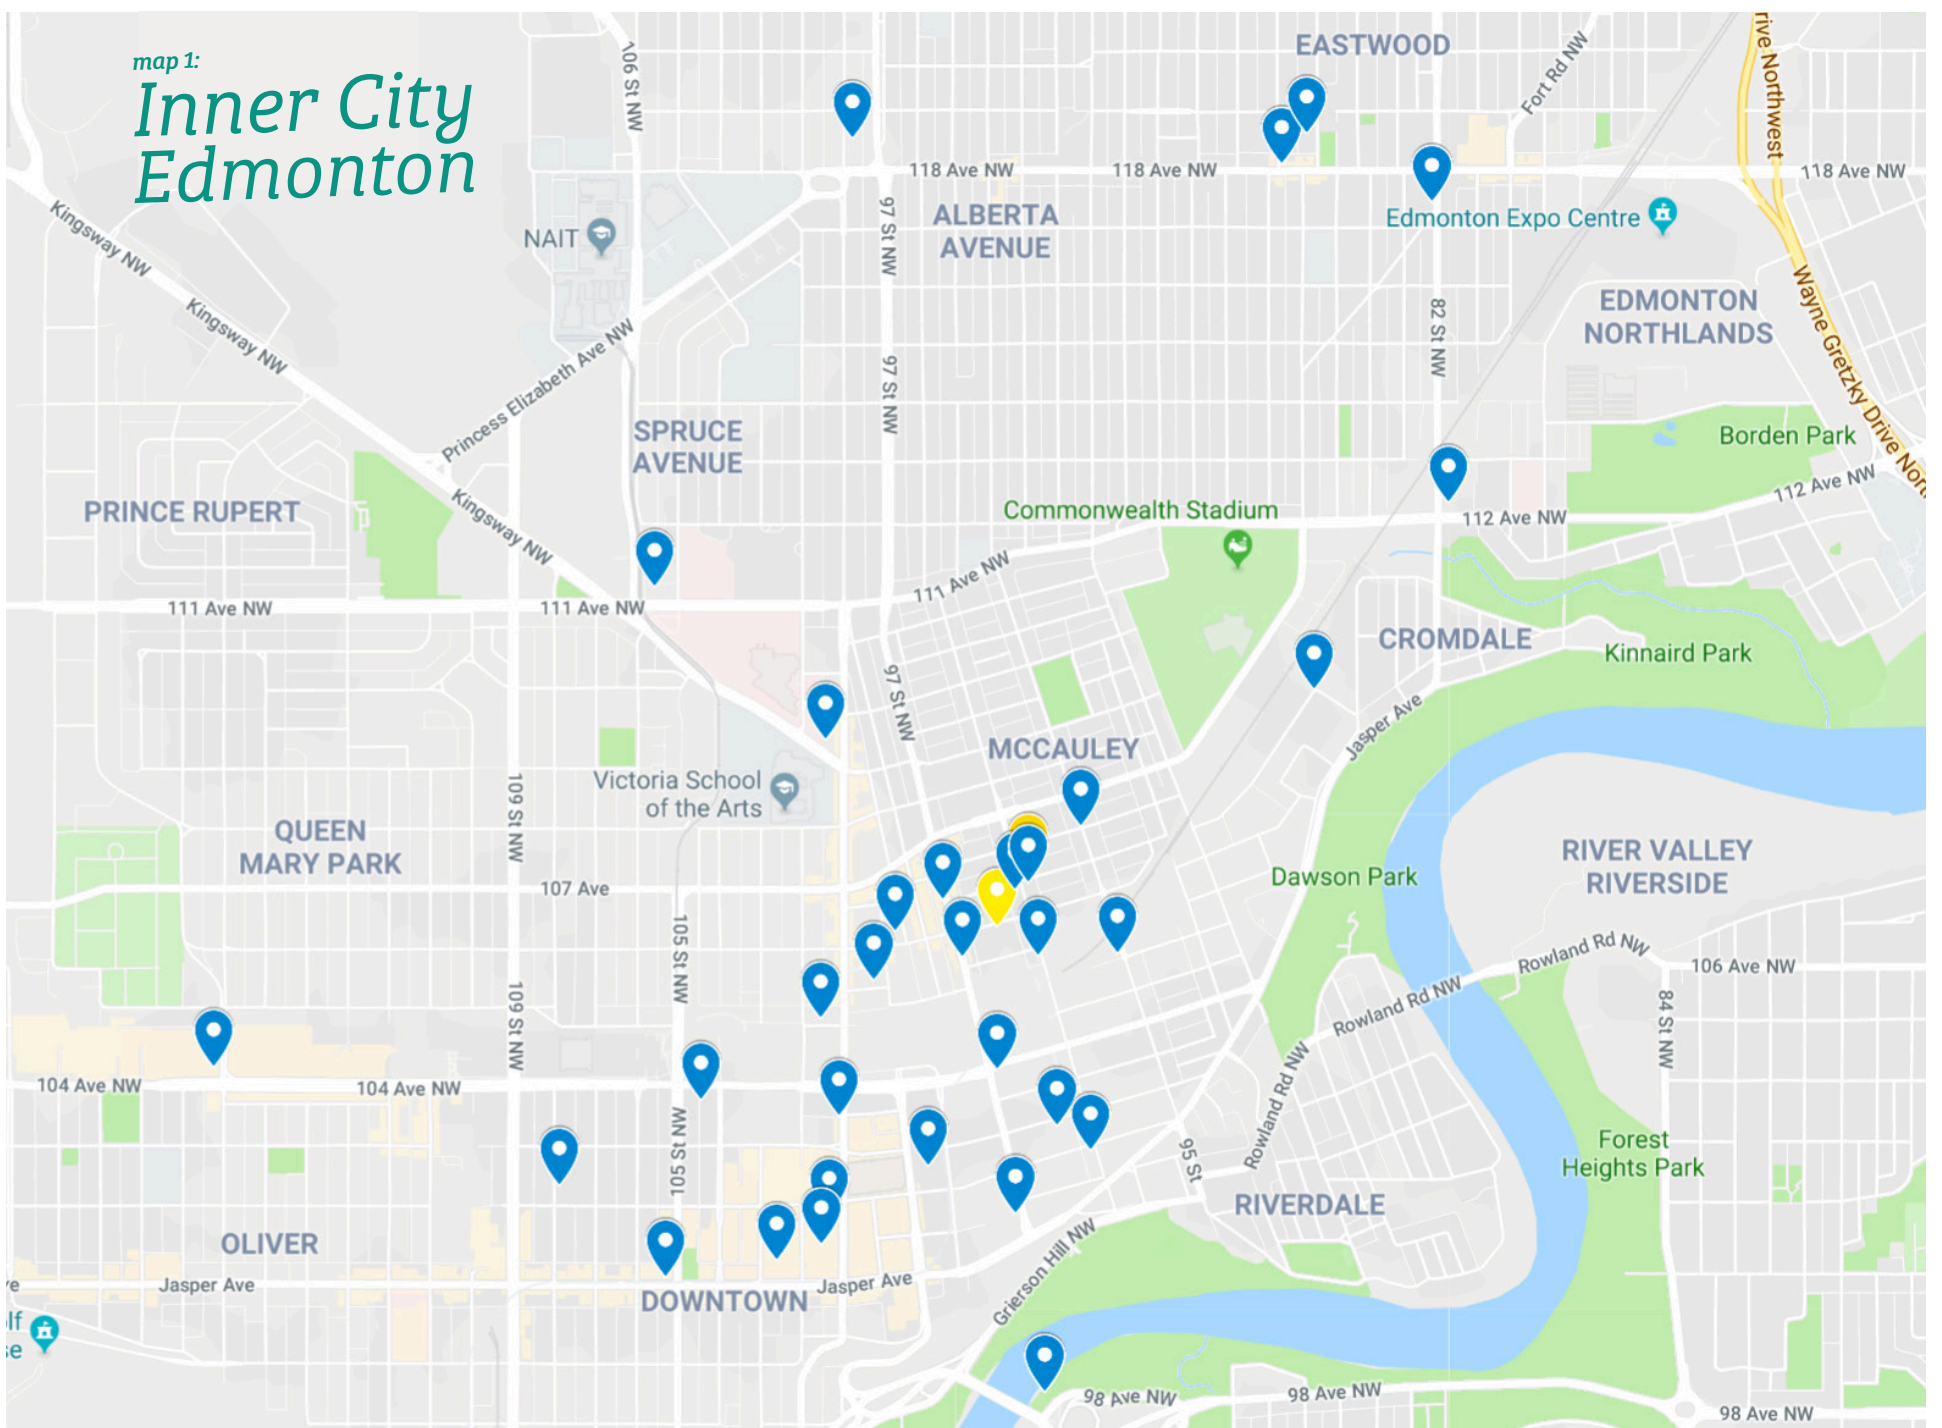 map 1:
Inner City
Edmonton
106 St NW
EASTWOOD
Fort Rd NW
rive Northwest
118 Ave NW
118 Ave NW
118 Ave NW
Kingsway NW
NAIT
97 St NW
ALBERTA
AVENUE
Edmonton Expo Centre
Kingsway NW
Princess Elizabeth Ave NW
97 St NW
82 St NW
EDMONTON
NORTHLANDS
Wayne Gretzky Drive Nort
SPRUCE
AVENUE
Borden Park
112 Ave NW
PRINCE RUPERT
Kingsway NW
Commonwealth Stadium
112 Ave NW
111 Ave NW
111 Ave NW
111 Ave NW
CROMDALE
Kinnaird Park
97 St NW
Jasper Ave
MCCAULEY
Victoria School
of the Arts
109 St NW
QUEEN
MARY PARK
107 Ave
Dawson Park
RIVER VALLEY
RIVERSIDE
105 St NW
109 St NW
Rowland Rd NW
Rowland Rd NW
106 Ave NW
84 St NW
104 Ave NW
104 Ave NW
Rowland Rd NW
105 St NW
95 St
Forest
Heights Park
RIVERDALE
OLIVER
Grierson Hill NW
re
Jasper Ave
Jasper Ave
DOWNTOWN
lf
se
98 Ave NW
98 Ave NW
98 Ave NW